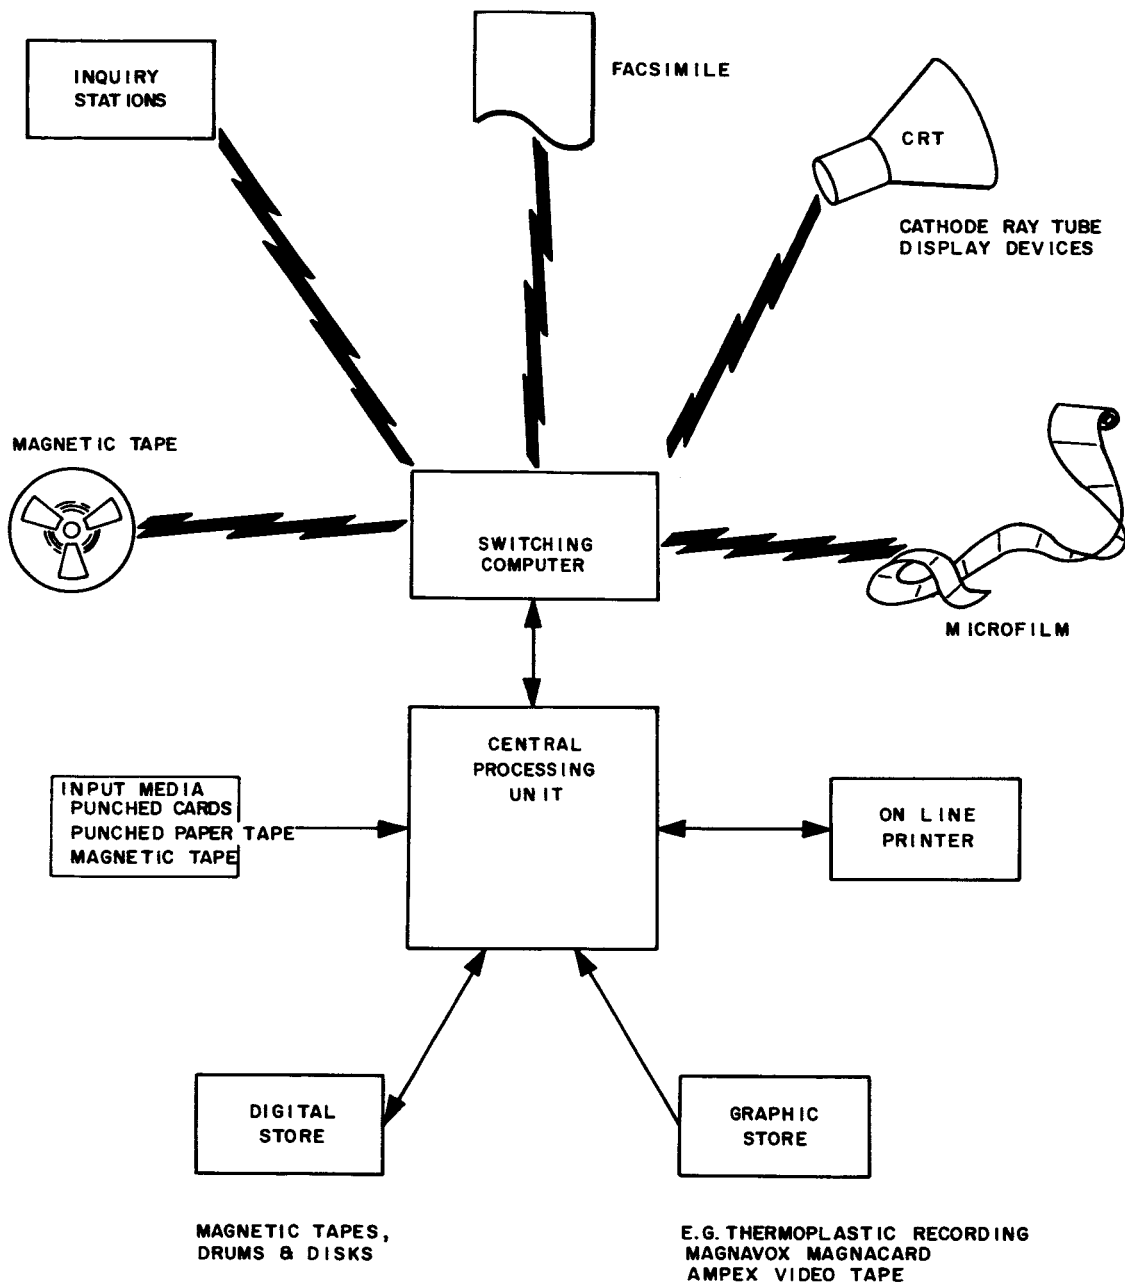 INQUIRY
STATIONS
FACSIMILE
CRT
CATHODE RAY TUBE
DISPLAY DEVICES
MAGNETIC TAPE
SWITCHING
COMPUTER
MICROFILM
CENTRAL
PROCESSING
UNIT
INPUT MEDIA
PUNCHED CARDS
PUNCHED PAPER TAPE
MAGNETIC TAPE
ON LINE
PRINTER
DIGITAL
STORE
GRAPHIC
STORE
MAGNETIC TAPES,
DRUMS & DISKS
E.G. THERMOPLASTIC RECORDING
MAGNAVOX MAGNACARD
AMPEX VIDEO TAPE